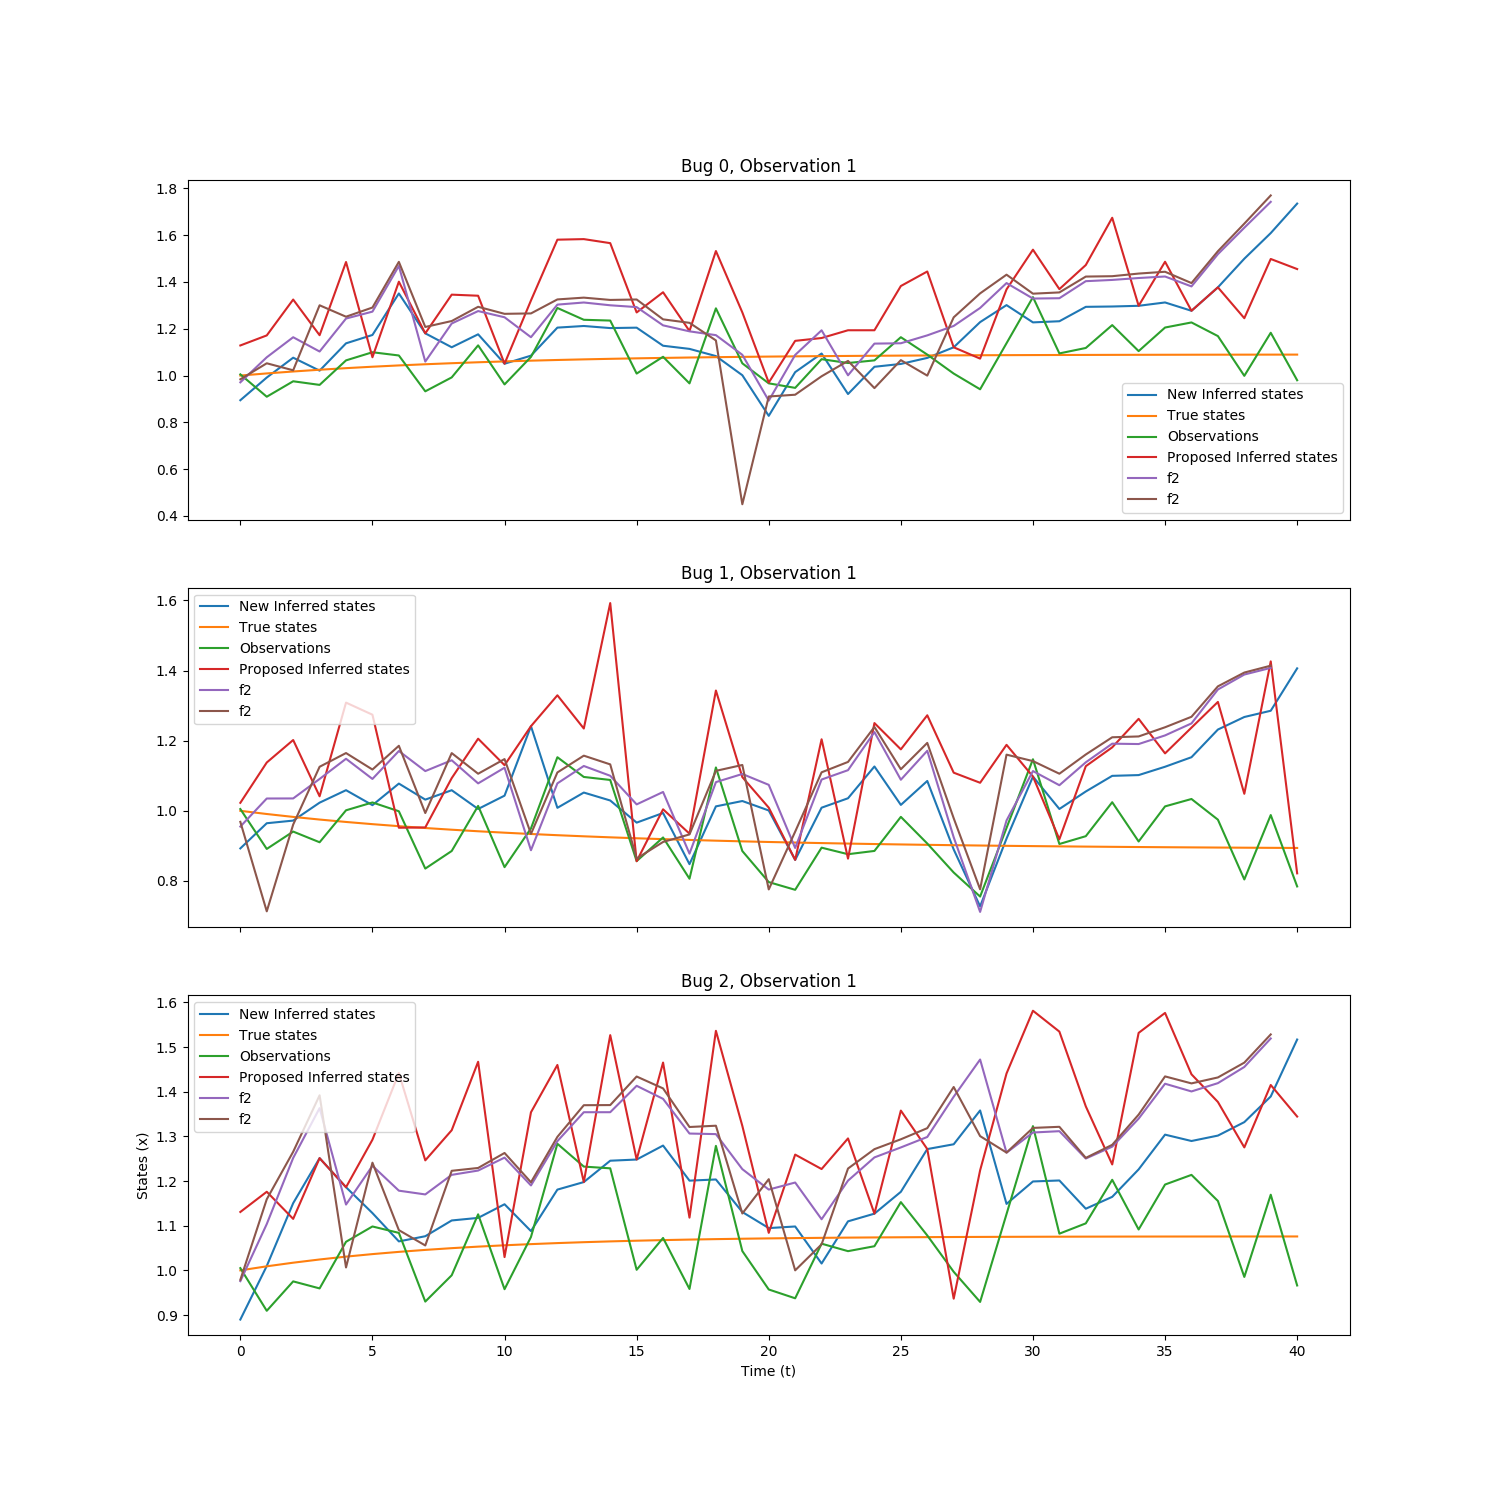 Bug 0, Observation 1
1.8
1.6
1.4
1.2
1.0
0.8
0.6
0.4
New Inferred states
True states
Observations
Proposed Inferred states
f2
f2
Bug 1, Observation 1
1.6
1.4
1.2
1.0
0.8
New Inferred states
True states
Observations
Proposed Inferred states
f2
f2
Bug 2, Observation 1
1.6
1.5
1.4
1.3
1.2
1.1
1.0
0.9
States (x)
New Inferred states
True states
Observations
Proposed Inferred states
f2
f2
0 5 10 15 20 25 30 35 40
Time (t)